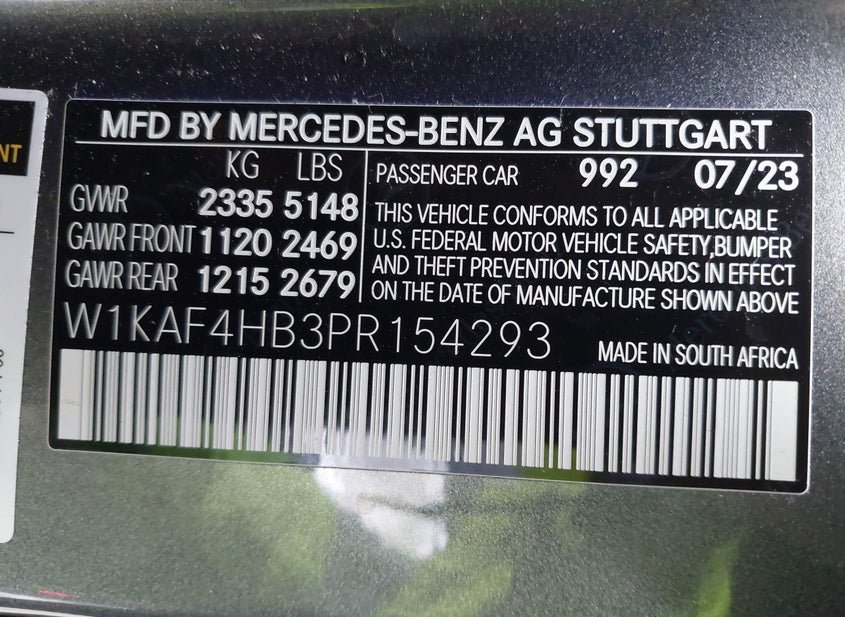 MFD BY MERCEDES-BENZ AG STUTTGART
KG LBS
GVWR 2335 5148
GAWR FRONT 1120 2469
GAWR REAR 1215 2679
PASSENGER CAR 992 07/23
THIS VEHICLE CONFORMS TO ALL APPLICABLE
U.S. FEDERAL MOTOR VEHICLE SAFETY,BUMPER
AND THEFT PREVENTION STANDARDS IN EFFECT
ON THE DATE OF MANUFACTURE SHOWN ABOVE
W1KAF4HB3PR154293
MADE IN SOUTH AFRICA
NT